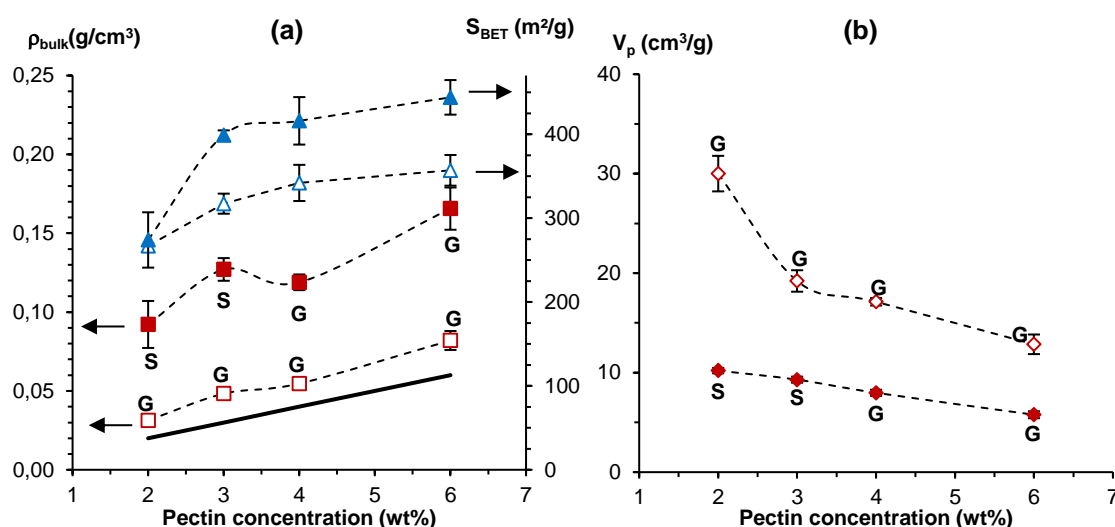 (a)
ρbulk(g/cm³)
SBET (m²/g)
0,25
0,20
0,15
0,10
0,05
0,00
400
300
200
100
0
S
S
G
G
G
G
G
G
1 2 3 4 5 6 7
Pectin concentration (wt%)
(b)
Vp (cm³/g)
40
30
20
10
0
G
G
G
G
S
S
G
G
1 2 3 4 5 6 7
Pectin concentration (wt%)